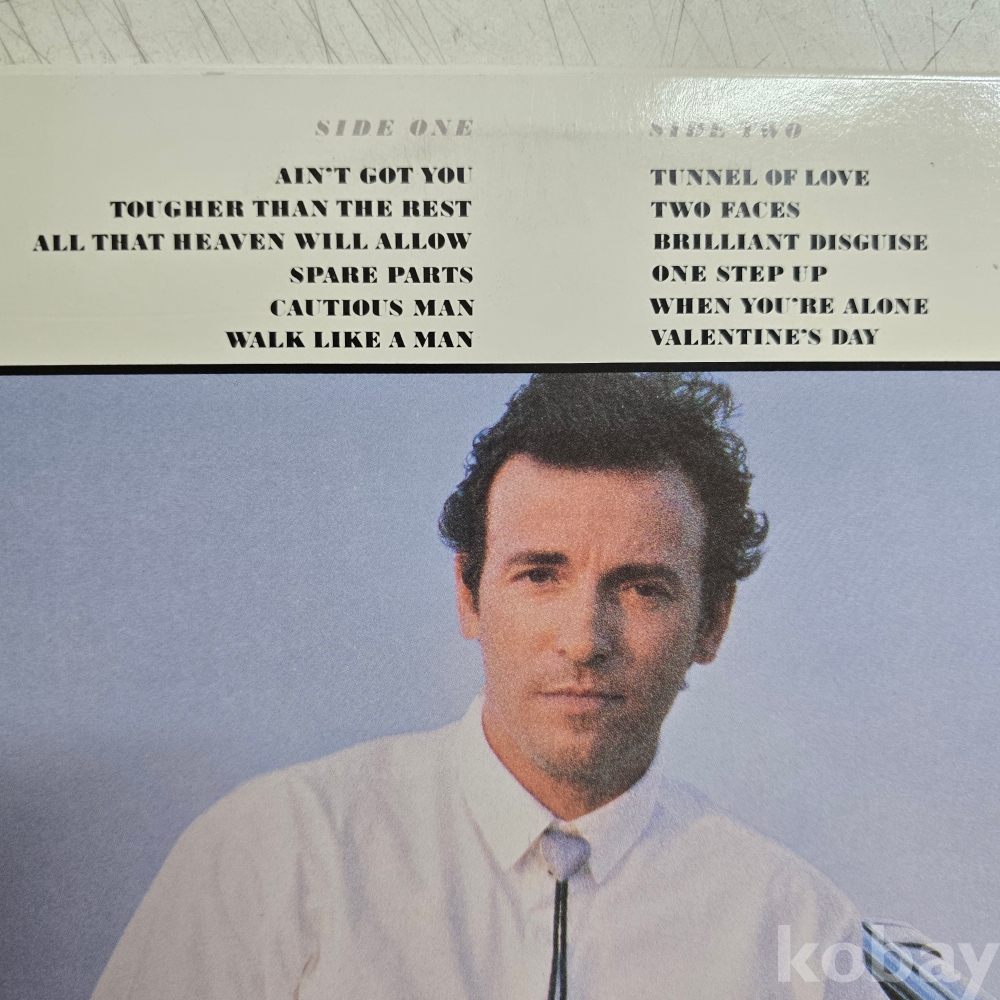 SIDE ONE
AIN'T GOT YOU
TOUGHER THAN THE REST
ALL THAT HEAVEN WILL ALLOW
SPARE PARTS
CAUTIOUS MAN
WALK LIKE A MAN
SIDE TWO
TUNNEL OF LOVE
TWO FACES
BRILLIANT DISGUISE
ONE STEP UP
WHEN YOU'RE ALONE
VALENTINE'S DAY
kobay